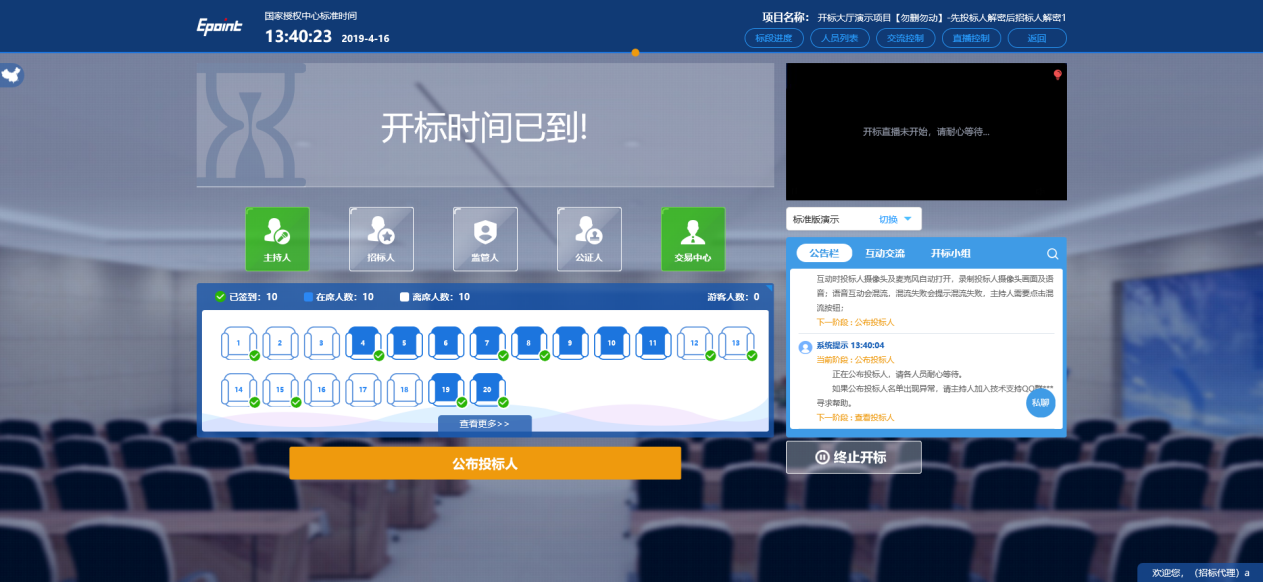 Epoint
国家授权中心标准时间
13:40:23 2019-4-16
项目名称： 开标大厅演示项目【勿删勿动】-先投标人解密后招标人解密1
标段进度 人员列表 交流控制 直播控制 返回
开标时间已到!
开标直播未开始，请耐心等待...
标准版演示 切换
主持人 招标人 监管人 公证人 交易中心
公告栏 互动交流 开标小组
互动时投标人摄像头及麦克风自动打开，录制投标人摄像头画面及语
音；语音互动会混流，混流失败会提示混流失败，主持人需要点击混
流按钮；
下一阶段 : 公布投标人
系统提示 13:40:04
当前阶段 : 公布投标人
正在公布投标人，请各人员耐心等待。
如果公布投标人名单出现异常，请主持人加入技术支持QQ群***
寻求帮助。
下一阶段 : 查看投标人
私聊
已签到： 10 在席人数： 10 离席人数： 10 游客人数： 0
1 2 3 4 5 6 7 8 9 10 11 12 13
14 15 16 17 18 19 20
查看更多>>
公布投标人
终止开标
欢迎您，（招标代理）a